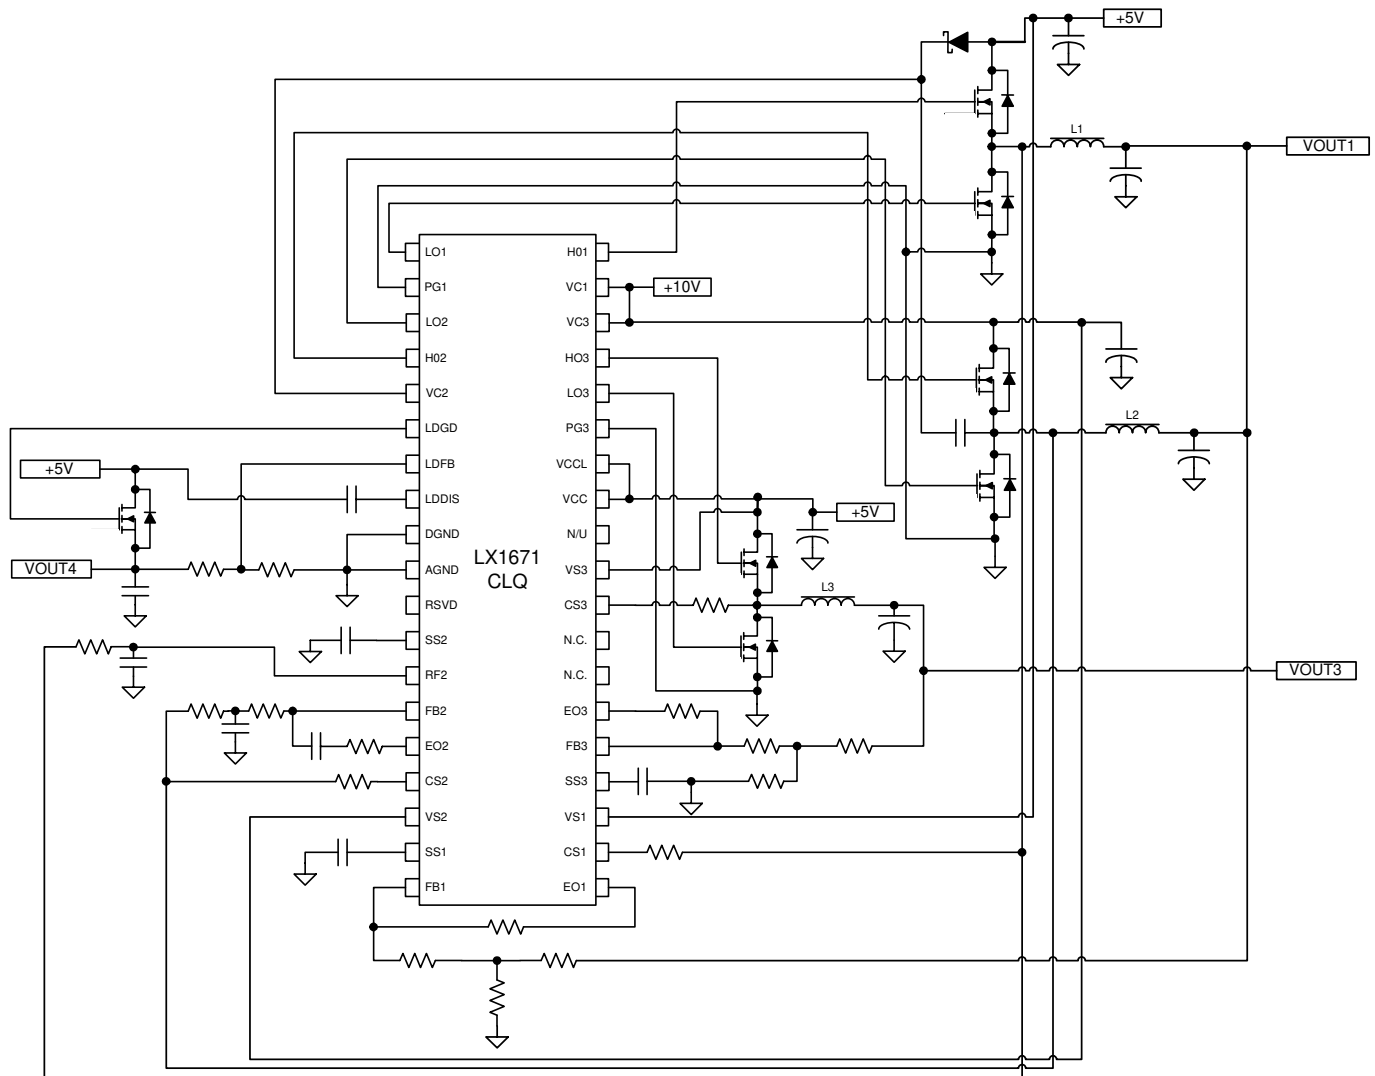 +5V
L1
VOUT1
LO1
H01
PG1
VC1
+10V
LO2
VC3
H02
HO3
VC2
LO3
L2
LDGD
PG3
+5V
LDFB
VCCL
LDDIS
VCC
+5V
DGND
N/U
LX1671
CLQ
VOUT4
AGND
VS3
L3
RSVD
CS3
SS2
N.C.
RF2
N.C.
VOUT3
FB2
EO3
EO2
FB3
CS2
SS3
VS2
VS1
SS1
CS1
FB1
EO1